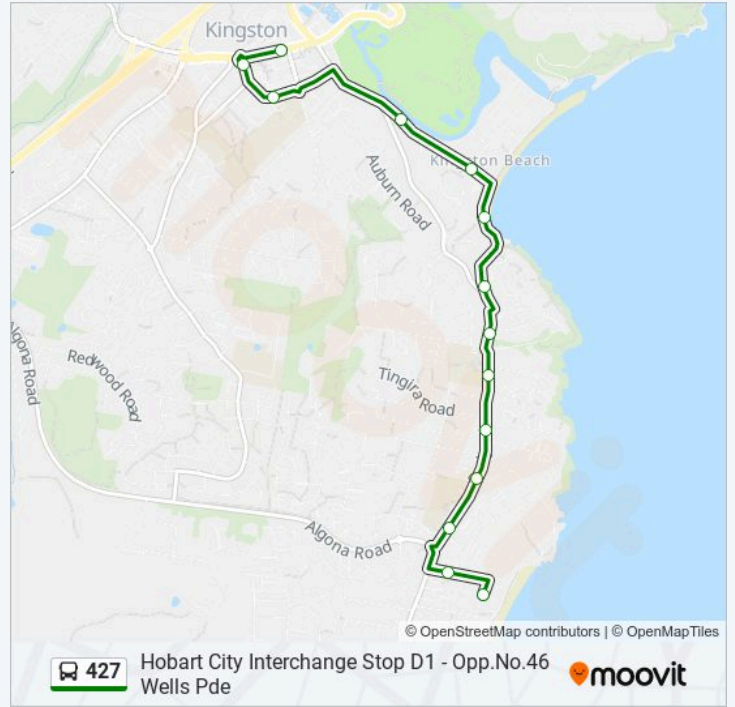 Kingston
Kingston Beach
Auburn Road
Tingira Road
Redwood Road
Algona Road
Algona Road
© OpenStreetMap contributors | © OpenMapTiles
427
Hobart City Interchange Stop D1 - Opp.No.46
Wells Pde
moovit